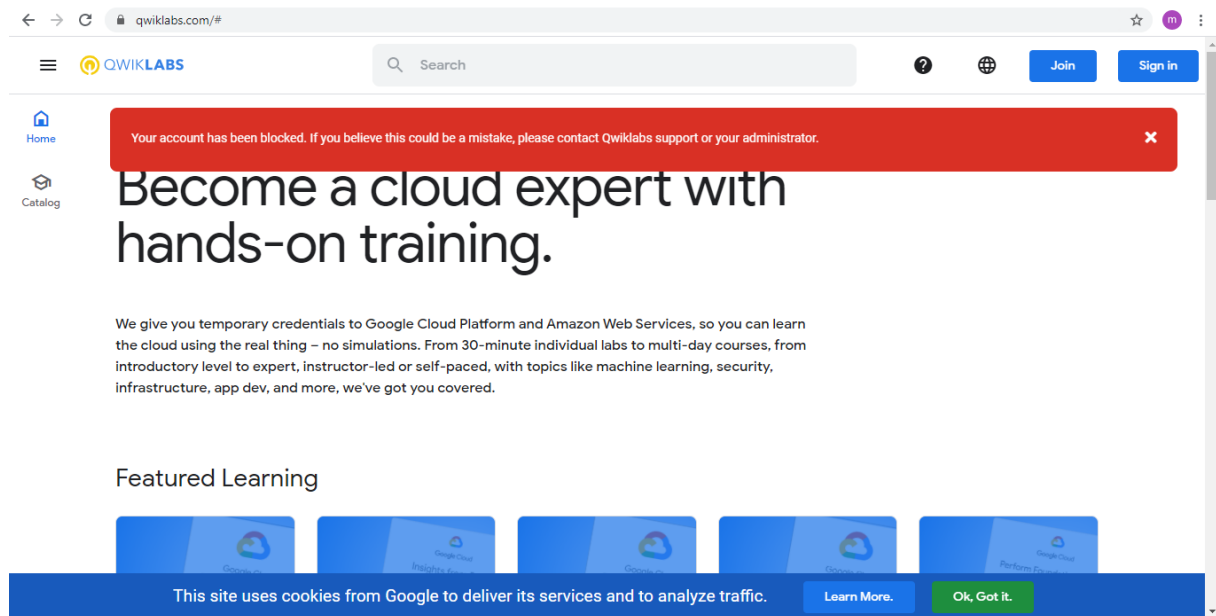 qwiklabs.com/#
m
QWIKLABS
Search
Join
Sign in
Home
Your account has been blocked. If you believe this could be a mistake, please contact Qwiklabs support or your administrator.
Catalog
Become a cloud expert with
hands-on training.
We give you temporary credentials to Google Cloud Platform and Amazon Web Services, so you can learn
the cloud using the real thing – no simulations. From 30-minute individual labs to multi-day courses, from
introductory level to expert, instructor-led or self-paced, with topics like machine learning, security,
infrastructure, app dev, and more, we've got you covered.
Featured Learning
Google Cloud
Google Cloud
Insights
Perform
This site uses cookies from Google to deliver its services and to analyze traffic.
Learn More.
Ok, Got it.